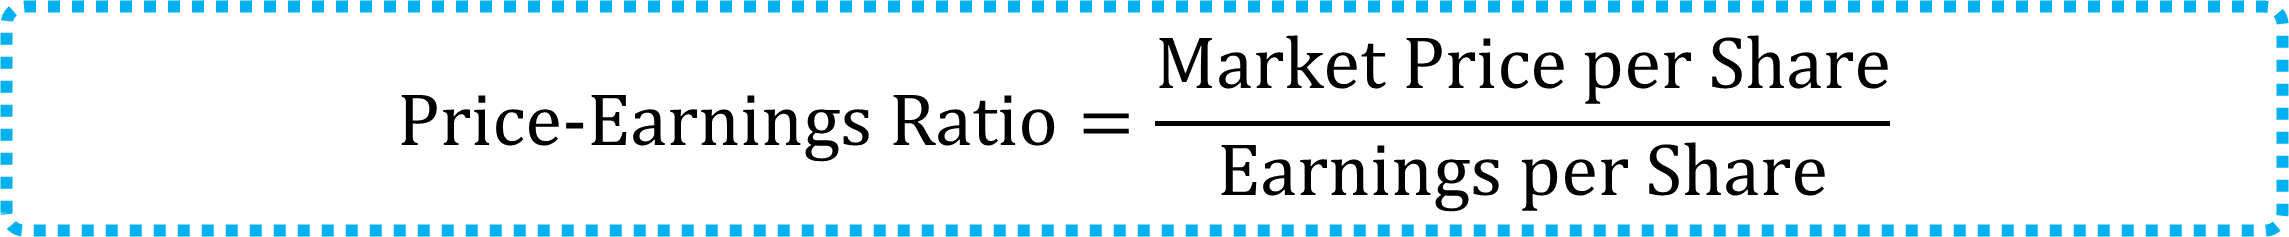 Price-Earnings Ratio = Market Price per Share
Earnings per Share